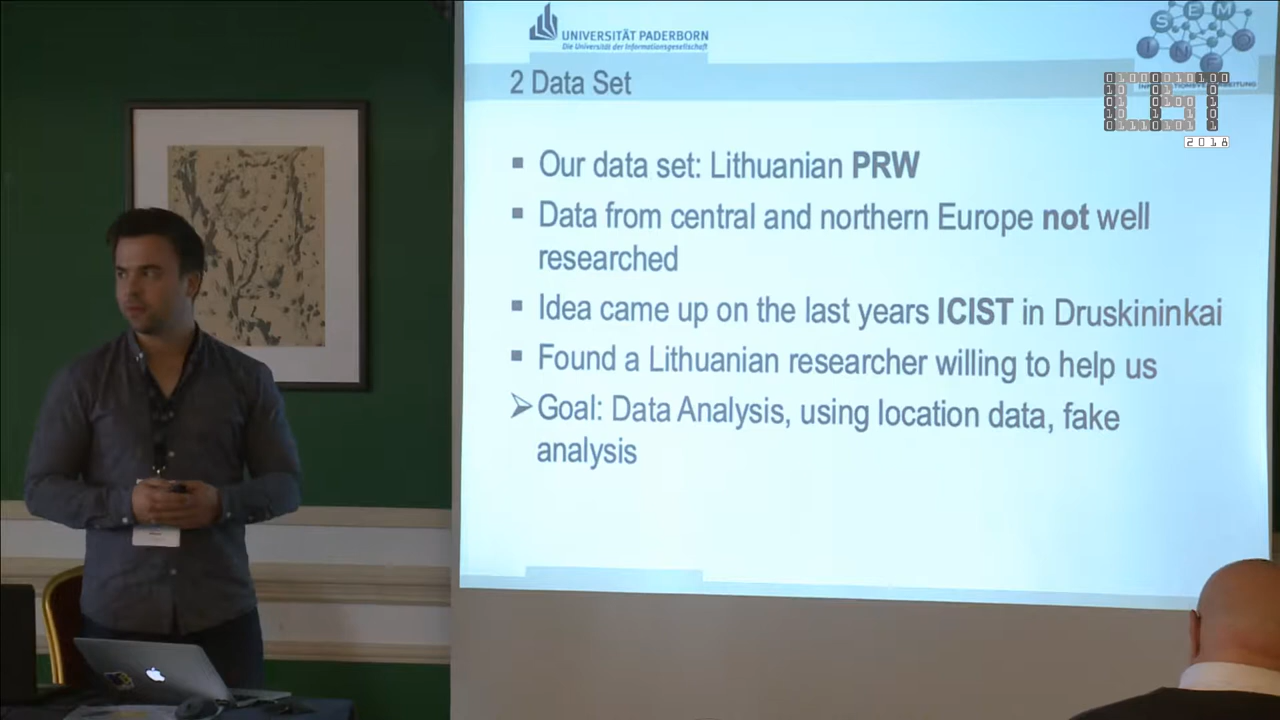 UNIVERSITÄT PADERBORN
Die Universität der Informationsgesellschaft
S E M
I N F O
2 Data Set
0100001010
2018
▪ Our data set: Lithuanian PRW
▪ Data from central and northern Europe not well
researched
▪ Idea came up on the last years ICIST in Druskininkai
▪ Found a Lithuanian researcher willing to help us
➢ Goal: Data Analysis, using location data, fake
analysis